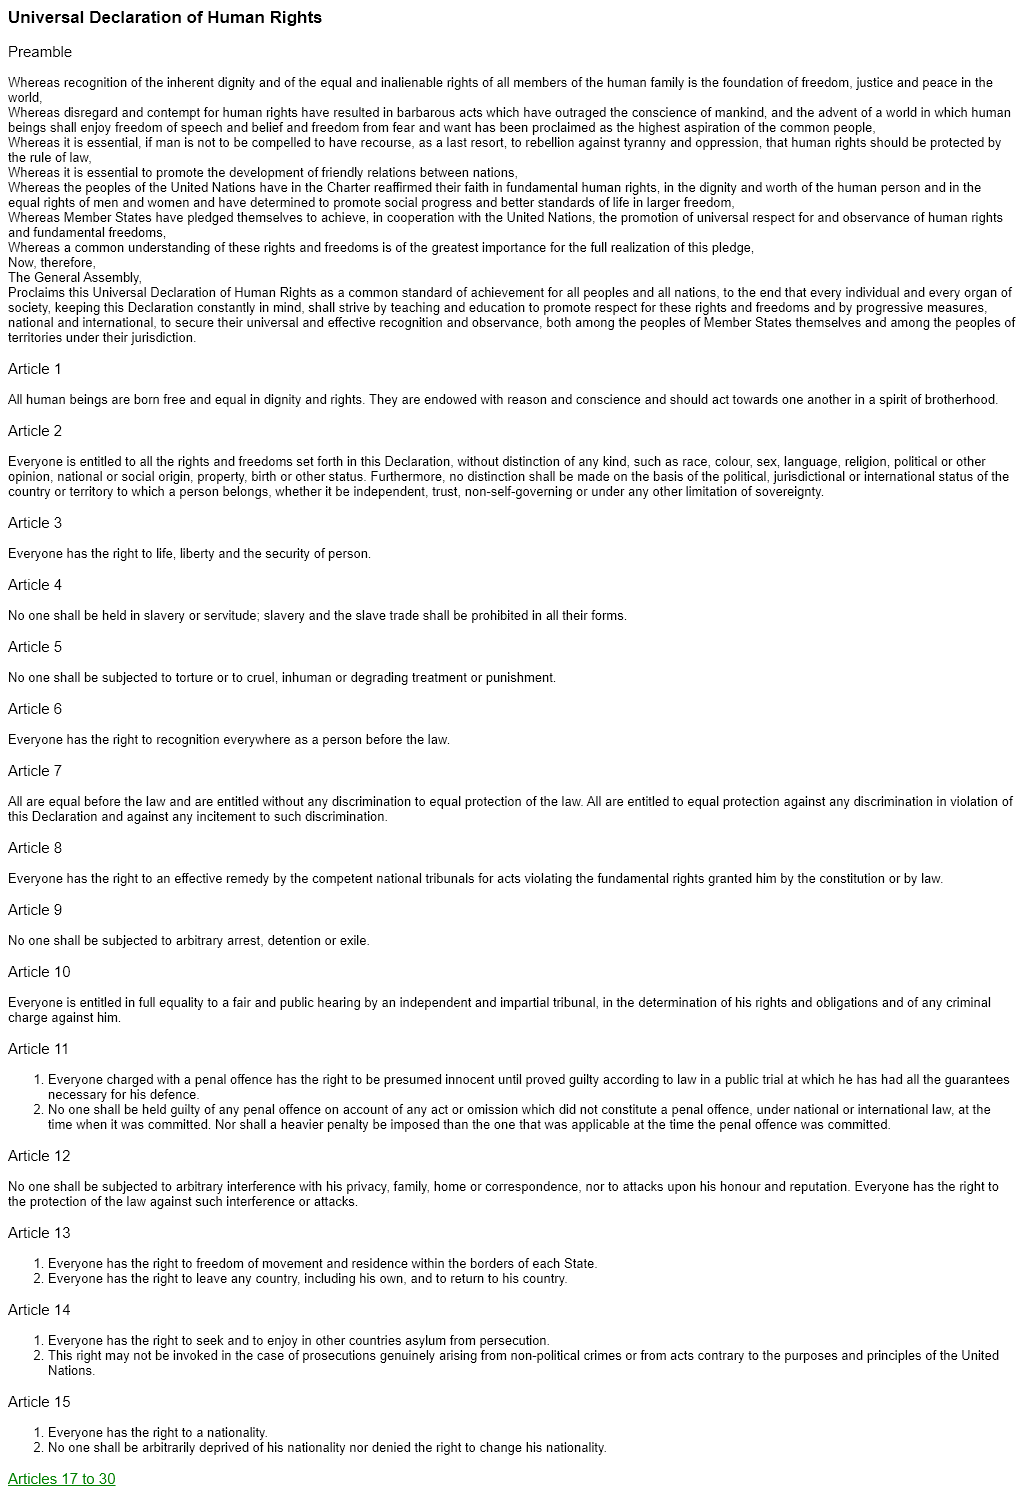 Universal Declaration of Human Rights
Preamble
Whereas recognition of the inherent dignity and of the equal and inalienable rights of all members of the human family is the foundation of freedom, justice and peace in the
world,
Whereas disregard and contempt for human rights have resulted in barbarous acts which have outraged the conscience of mankind, and the advent of a world in which human
beings shall enjoy freedom of speech and belief and freedom from fear and want has been proclaimed as the highest aspiration of the common people,
Whereas it is essential, if man is not to be compelled to have recourse, as a last resort, to rebellion against tyranny and oppression, that human rights should be protected by
the rule of law,
Whereas it is essential to promote the development of friendly relations between nations,
Whereas the peoples of the United Nations have in the Charter reaffirmed their faith in fundamental human rights, in the dignity and worth of the human person and in the
equal rights of men and women and have determined to promote social progress and better standards of life in larger freedom,
Whereas Member States have pledged themselves to achieve, in cooperation with the United Nations, the promotion of universal respect for and observance of human rights
and fundamental freedoms,
Whereas a common understanding of these rights and freedoms is of the greatest importance for the full realization of this pledge,
Now, therefore,
The General Assembly,
Proclaims this Universal Declaration of Human Rights as a common standard of achievement for all peoples and all nations, to the end that every individual and every organ of
society, keeping this Declaration constantly in mind, shall strive by teaching and education to promote respect for these rights and freedoms and by progressive measures,
national and international, to secure their universal and effective recognition and observance, both among the peoples of Member States themselves and among the peoples of
territories under their jurisdiction.
Article 1
All human beings are born free and equal in dignity and rights. They are endowed with reason and conscience and should act towards one another in a spirit of brotherhood.
Article 2
Everyone is entitled to all the rights and freedoms set forth in this Declaration, without distinction of any kind, such as race, colour, sex, language, religion, political or other
opinion, national or social origin, property, birth or other status. Furthermore, no distinction shall be made on the basis of the political, jurisdictional or international status of the
country or territory to which a person belongs, whether it be independent, trust, non-self-governing or under any other limitation of sovereignty.
Article 3
Everyone has the right to life, liberty and the security of person.
Article 4
No one shall be held in slavery or servitude; slavery and the slave trade shall be prohibited in all their forms.
Article 5
No one shall be subjected to torture or to cruel, inhuman or degrading treatment or punishment.
Article 6
Everyone has the right to recognition everywhere as a person before the law.
Article 7
All are equal before the law and are entitled without any discrimination to equal protection of the law. All are entitled to equal protection against any discrimination in violation of
this Declaration and against any incitement to such discrimination.
Article 8
Everyone has the right to an effective remedy by the competent national tribunals for acts violating the fundamental rights granted him by the constitution or by law.
Article 9
No one shall be subjected to arbitrary arrest, detention or exile.
Article 10
Everyone is entitled in full equality to a fair and public hearing by an independent and impartial tribunal, in the determination of his rights and obligations and of any criminal
charge against him.
Article 11
1. Everyone charged with a penal offence has the right to be presumed innocent until proved guilty according to law in a public trial at which he has had all the guarantees
necessary for his defence.
2. No one shall be held guilty of any penal offence on account of any act or omission which did not constitute a penal offence, under national or international law, at the
time when it was committed. Nor shall a heavier penalty be imposed than the one that was applicable at the time the penal offence was committed.
Article 12
No one shall be subjected to arbitrary interference with his privacy, family, home or correspondence, nor to attacks upon his honour and reputation. Everyone has the right to
the protection of the law against such interference or attacks.
Article 13
1. Everyone has the right to freedom of movement and residence within the borders of each State.
2. Everyone has the right to leave any country, including his own, and to return to his country.
Article 14
1. Everyone has the right to seek and to enjoy in other countries asylum from persecution.
2. This right may not be invoked in the case of prosecutions genuinely arising from non-political crimes or from acts contrary to the purposes and principles of the United
Nations.
Article 15
1. Everyone has the right to a nationality.
2. No one shall be arbitrarily deprived of his nationality nor denied the right to change his nationality.
Articles 17 to 30